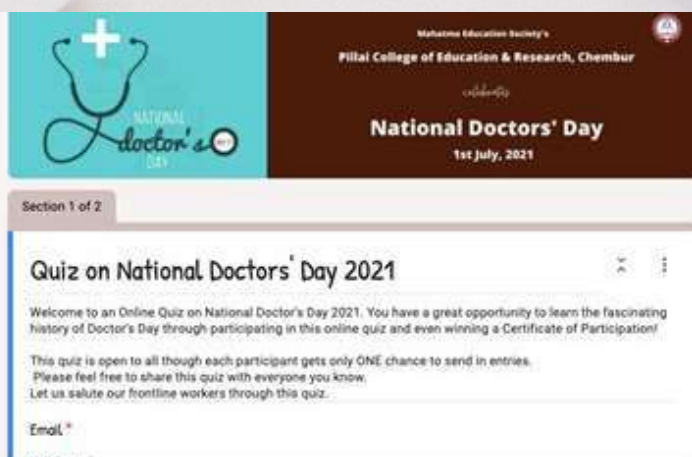 NATIONAL
doctor's
DAY
Mahatma Education Society's
Pillai College of Education & Research, Chembur
celebrates
National Doctors' Day
1st July, 2021
Section 1 of 2
Quiz on National Doctors' Day 2021
Welcome to an Online Quiz on National Doctor's Day 2021. You have a great opportunity to learn the fascinating
history of Doctor's Day through participating in this online quiz and even winning a Certificate of Participation!
This quiz is open to all though each participant gets only ONE chance to send in entries.
Please feel free to share this quiz with everyone you know.
Let us salute our frontline workers through this quiz.
Email *